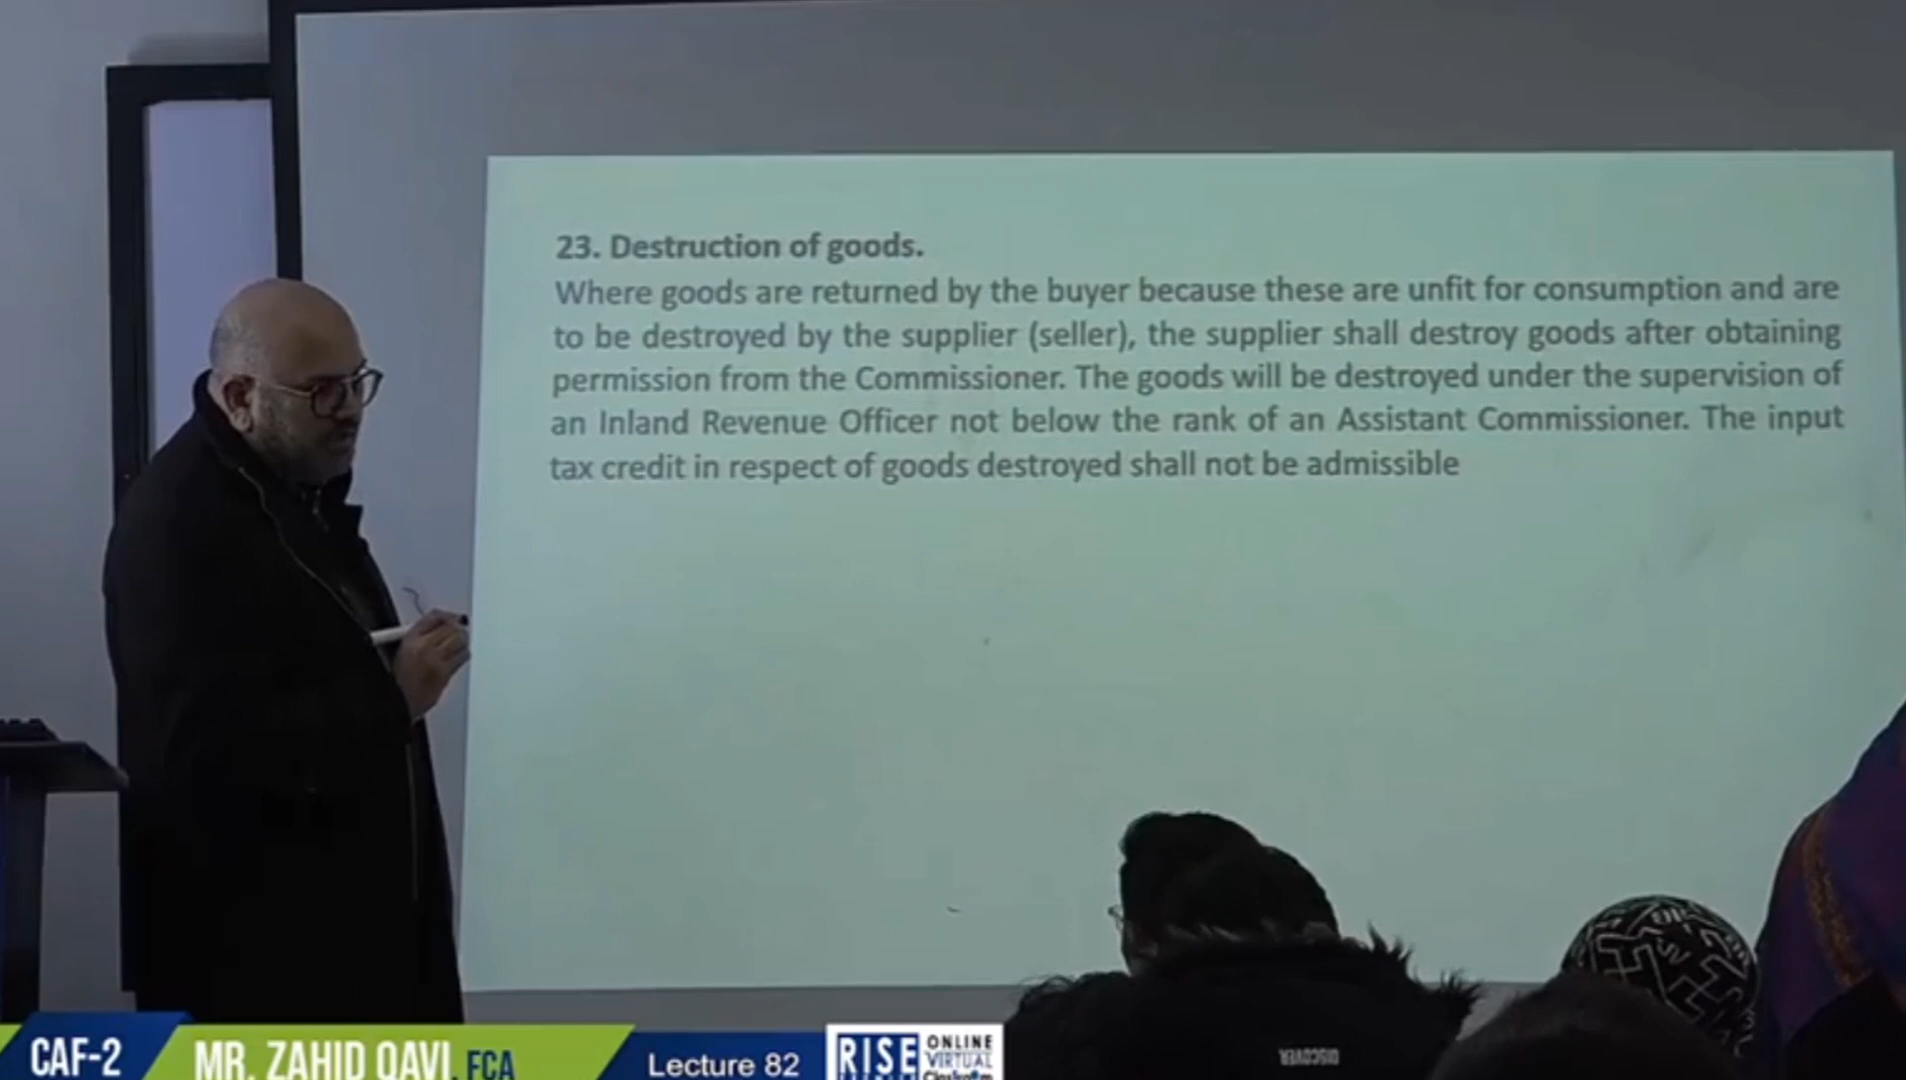 23. Destruction of goods.
Where goods are returned by the buyer because these are unfit for consumption and are
to be destroyed by the supplier (seller), the supplier shall destroy goods after obtaining
permission from the Commissioner. The goods will be destroyed under the supervision of
an Inland Revenue Officer not below the rank of an Assistant Commissioner. The input
tax credit in respect of goods destroyed shall not be admissible
DISCOVER
CAF-2
MR. ZAHID QAVI, FCA
Lecture 82
RISE
ONLINE
VIRTUAL